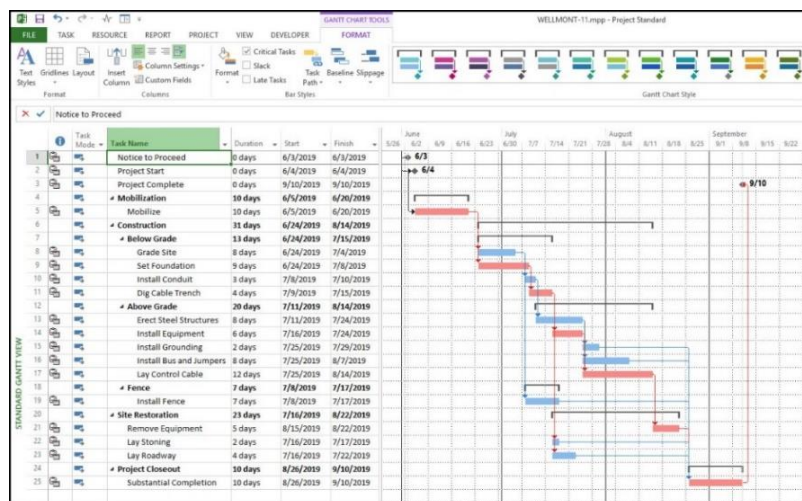 GANTT CHART TOOLS
WELLMONT-11.mpp - Project Standard
FILE TASK RESOURCE REPORT PROJECT VIEW DEVELOPER FORMAT
Text Styles Gridlines Layout Insert Column Column Settings Custom Fields Format Critical Tasks Slack Late Tasks Task Path Baseline Slippage
Format Columns Bar Styles Gantt Chart Style
Notice to Proceed
June July August September
Task Mode Task Name Duration Start Finish 5/26 6/2 6/9 6/16 6/23 6/30 7/7 7/14 7/21 7/28 8/4 8/11 8/18 8/25 9/1 9/8 9/15 9/22
1 Notice to Proceed 0 days 6/3/2019 6/3/2019 6/3
2 Project Start 0 days 6/4/2019 6/4/2019 6/4
3 Project Complete 0 days 9/10/2019 9/10/2019 9/10
4 Mobilization 10 days 6/5/2019 6/20/2019
5 Mobilize 10 days 6/5/2019 6/20/2019
6 Construction 31 days 6/24/2019 8/14/2019
7 Below Grade 13 days 6/24/2019 7/15/2019
8 Grade Site 8 days 6/24/2019 7/4/2019
9 Set Foundation 9 days 6/24/2019 7/8/2019
10 Install Conduit 3 days 7/8/2019 7/10/2019
11 Dig Cable Trench 4 days 7/9/2019 7/15/2019
12 Above Grade 20 days 7/11/2019 8/14/2019
13 Erect Steel Structures 8 days 7/11/2019 7/24/2019
14 Install Equipment 6 days 7/16/2019 7/24/2019
15 Install Grounding 2 days 7/25/2019 7/29/2019
16 Install Bus and Jumpers 8 days 7/25/2019 8/7/2019
17 Lay Control Cable 12 days 7/25/2019 8/14/2019
18 Fence 7 days 7/8/2019 7/17/2019
19 Install Fence 7 days 7/8/2019 7/17/2019
20 Site Restoration 23 days 7/16/2019 8/22/2019
21 Remove Equipment 5 days 8/15/2019 8/22/2019
22 Lay Stoning 2 days 7/16/2019 7/17/2019
23 Lay Roadway 4 days 7/16/2019 7/22/2019
24 Project Closeout 10 days 8/26/2019 9/10/2019
25 Substantial Completion 10 days 8/26/2019 9/10/2019
STANDARD GANTT VIEW